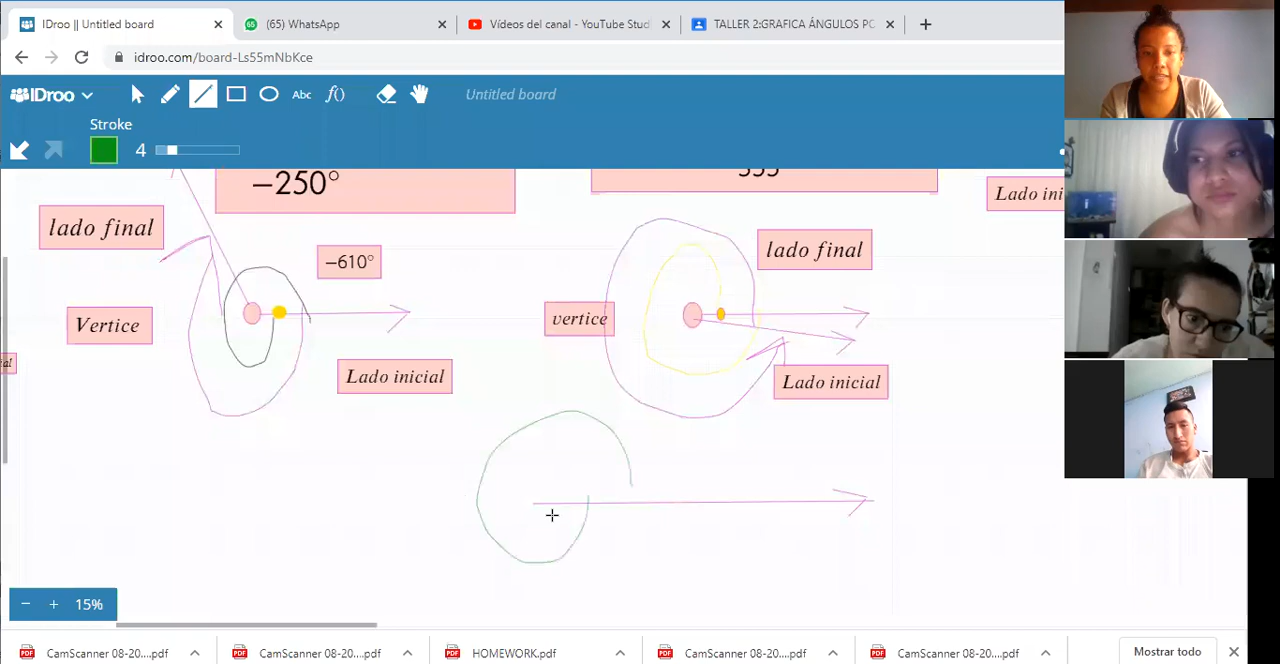 IDroo || Untitled board
(65) WhatsApp
Vídeos del canal - YouTube Stud
TALLER 2:GRAFICA ÁNGULOS PO
idroo.com/board-Ls55mNbKce
IDroo
Abc
f()
Untitled board
Stroke
4
−250°
lado final
−610°
Vertice
Lado inicial
lado final
vertice
Lado inicial
Lado ini
15%
CamScanner 08-20....pdf
CamScanner 08-20....pdf
HOMEWORK.pdf
CamScanner 08-20....pdf
CamScanner 08-20....pdf
Mostrar todo